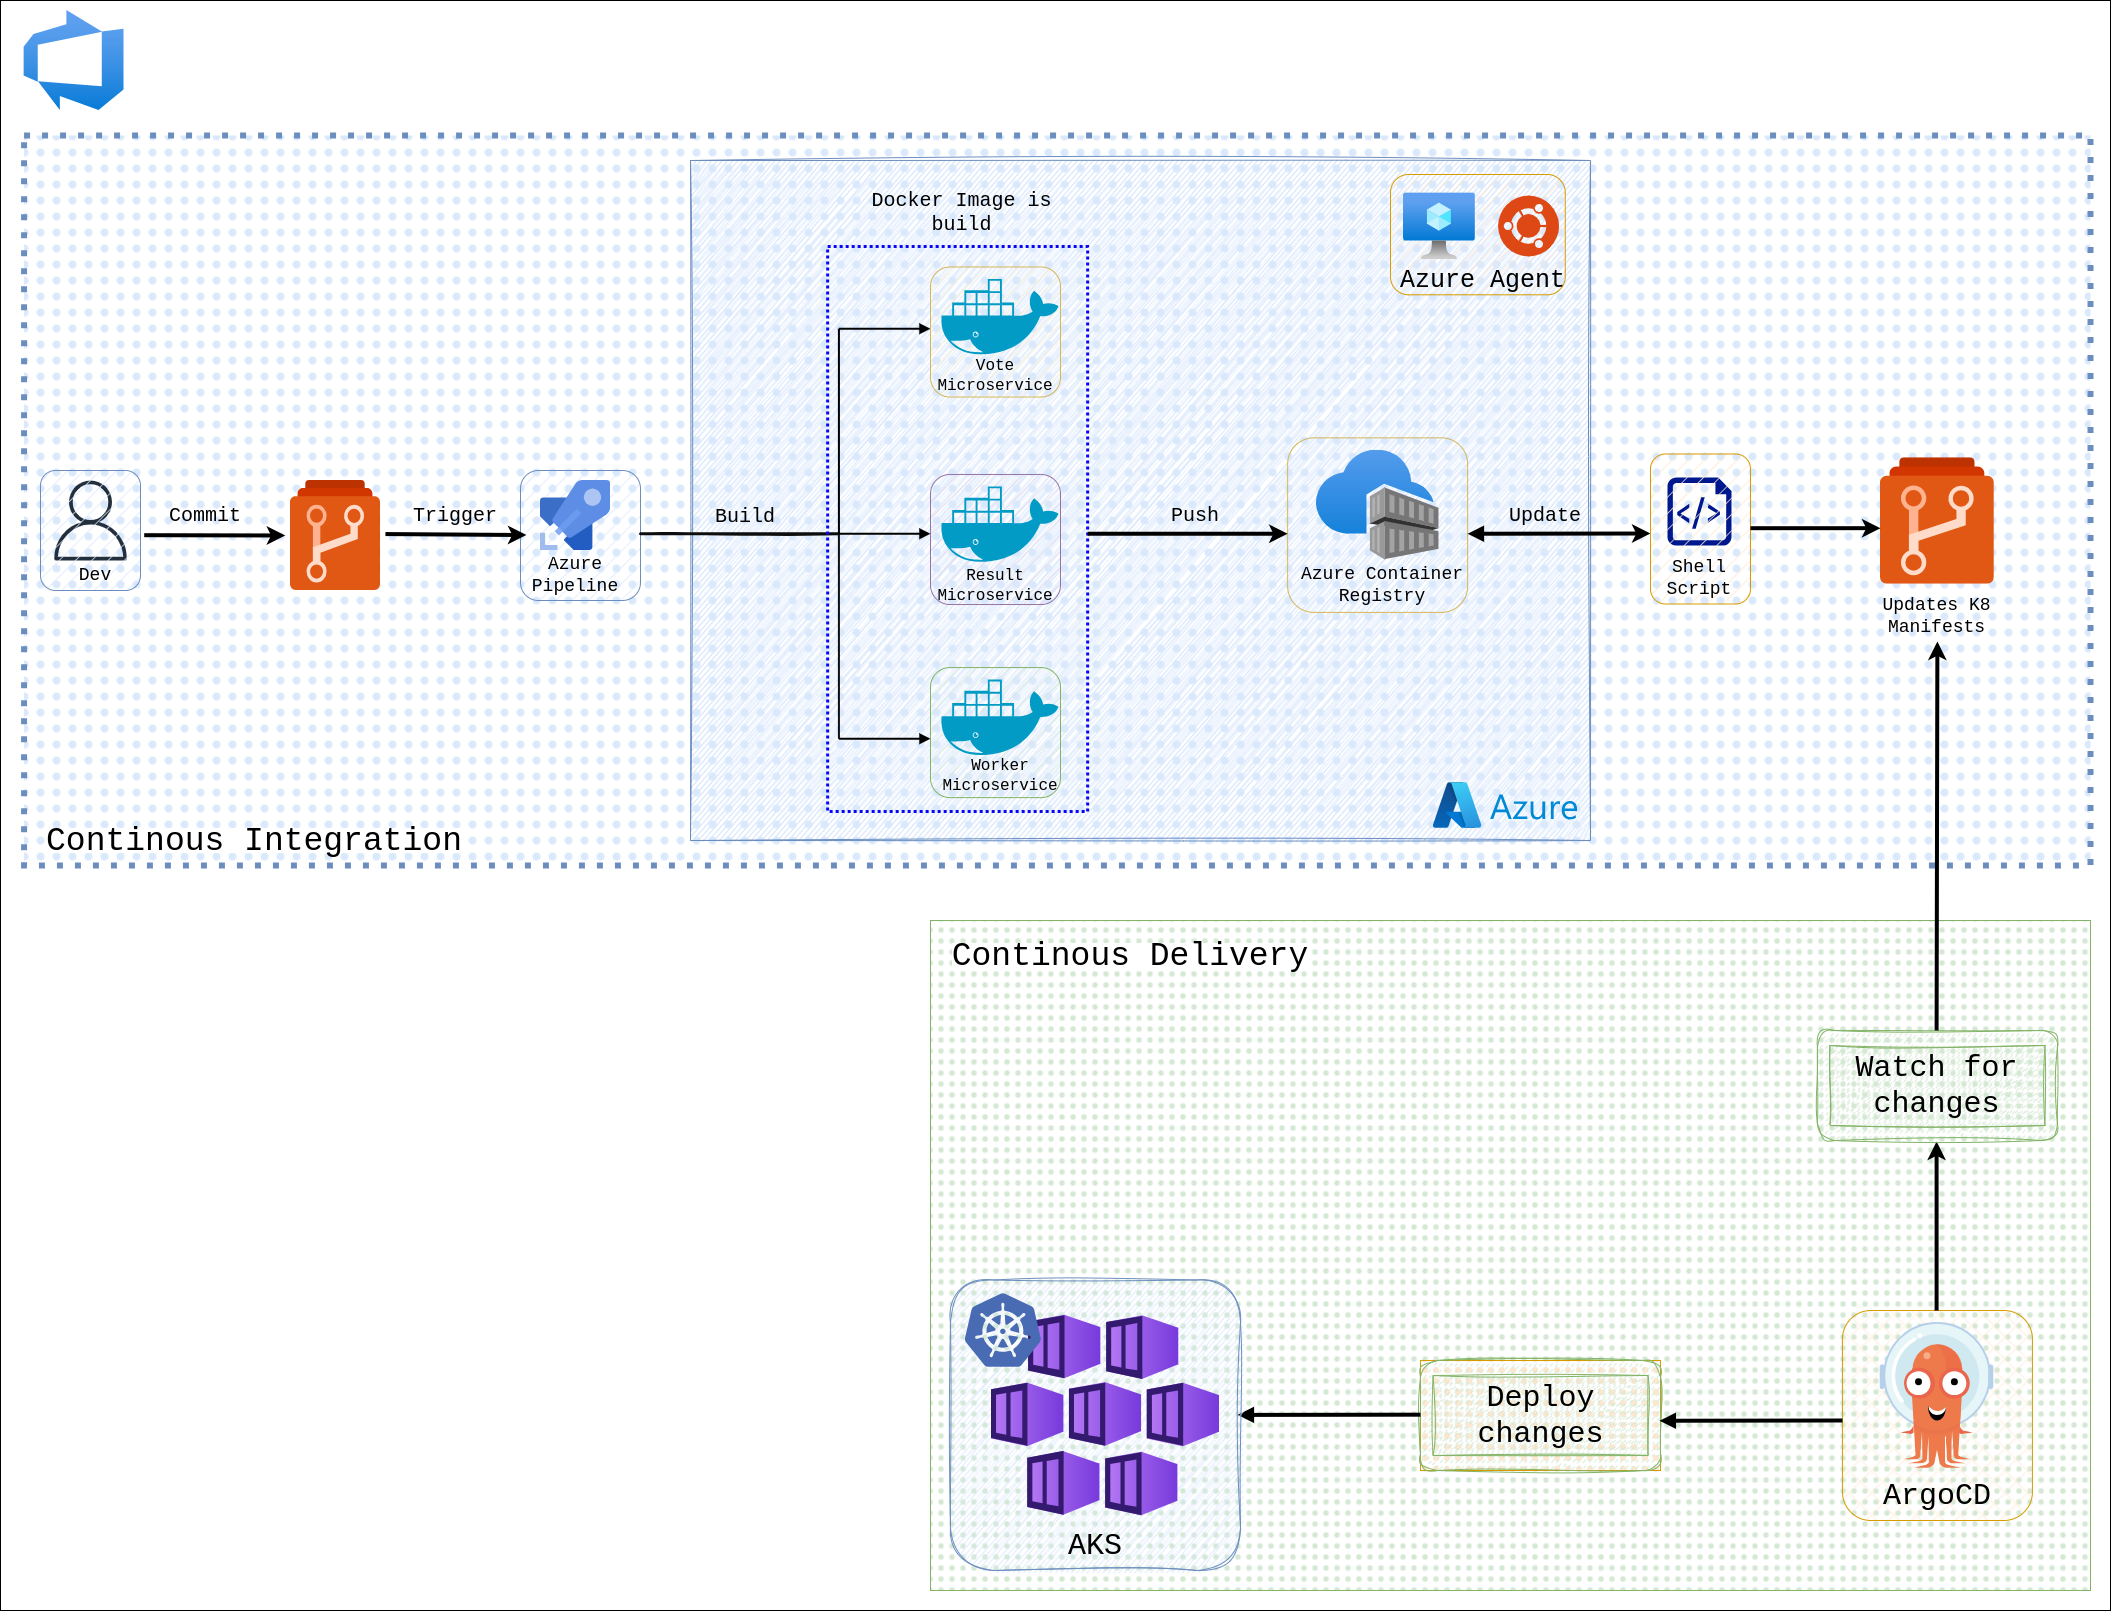 Docker Image is
build
Azure Agent
Vote
Microservice
Commit
Trigger
Build
Push
Update
Dev
Azure
Pipeline
Result
Microservice
Azure Container
Registry
Shell
Script
Updates K8
Manifests
Worker
Microservice
Azure
Continous Integration
Continous Delivery
Watch for
changes
Deploy
changes
ArgoCD
AKS